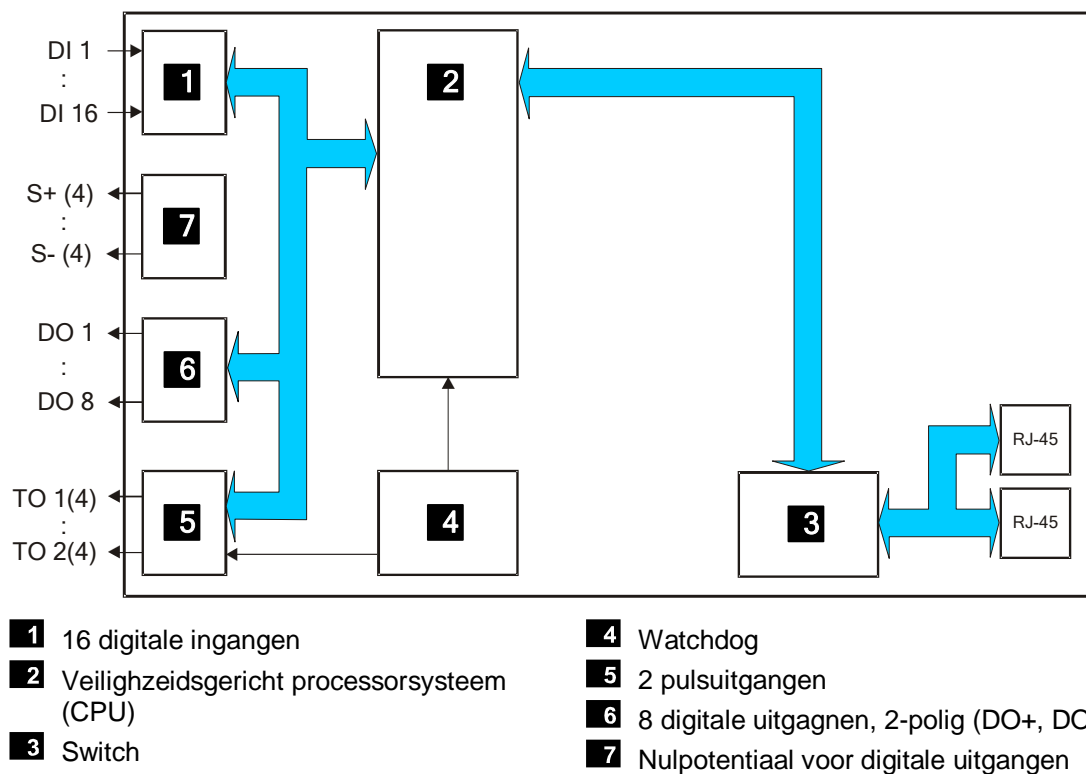 DI 1
:
DI 16
1
2
S+ (4)
:
S- (4)
7
DO 1
:
DO 8
6
RJ-45
TO 1(4)
:
TO 2(4)
5
4
3
RJ-45
1 16 digitale ingangen
2 Veilighzeidsgericht processorsysteem
(CPU)
3 Switch
4 Watchdog
5 2 pulsuitgangen
6 8 digitale uitgagnen, 2-polig (DO+, DO
7 Nulpotentiaal voor digitale uitgangen